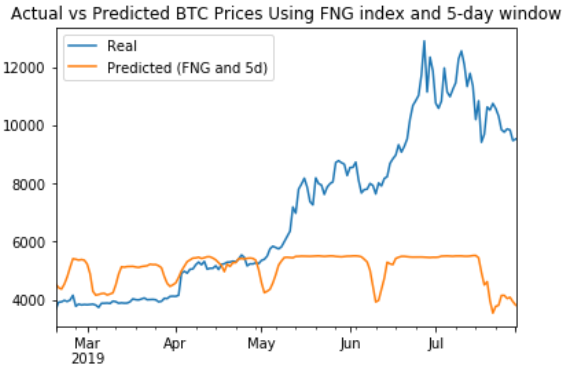 Actual vs Predicted BTC Prices Using FNG index and 5-day window
Real
Predicted (FNG and 5d)
12000
10000
8000
6000
4000
Mar
2019
Apr
May
Jun
Jul